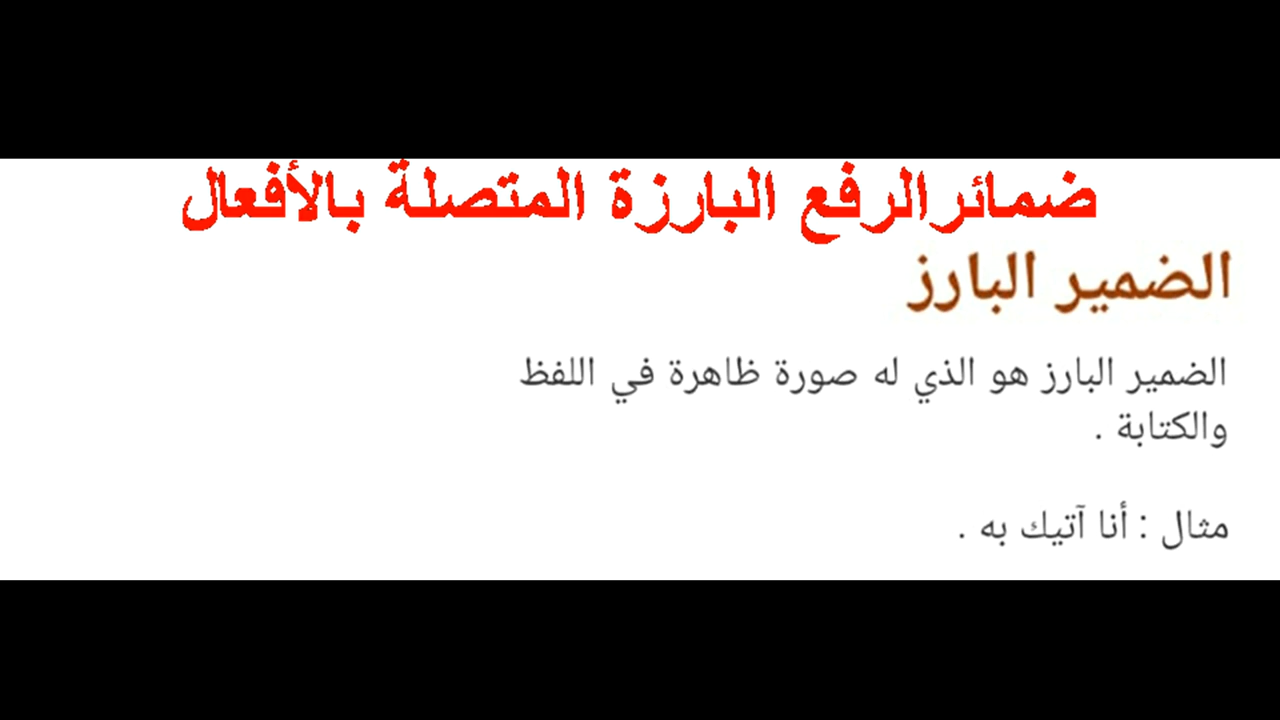 ضمائرالرفع البارزة المتصلة بالأفعال
الضمير البارز
الضمير البارز هو الذي له صورة ظاهرة في اللفظ
والكتابة .
مثال : أنا آتيك به .